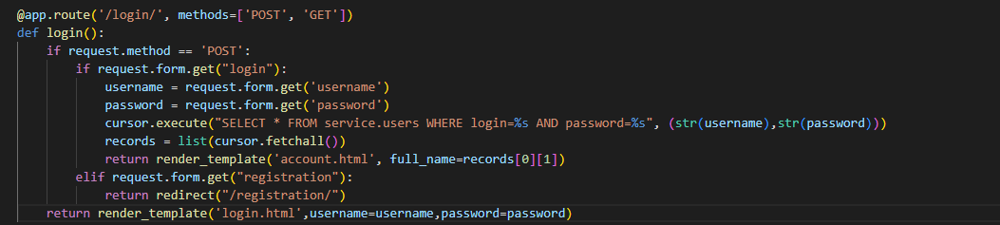 @app.route('/login/', methods=['POST', 'GET'])
def login():
    if request.method == 'POST':
        if request.form.get("login"):
            username = request.form.get('username')
            password = request.form.get('password')
            cursor.execute("SELECT * FROM service.users WHERE login=%s AND password=%s", (str(username),str(password)))
            records = list(cursor.fetchall())
            return render_template('account.html', full_name=records[0][1])
        elif request.form.get("registration"):
            return redirect("/registration/")
    return render_template('login.html',username=username,password=password)